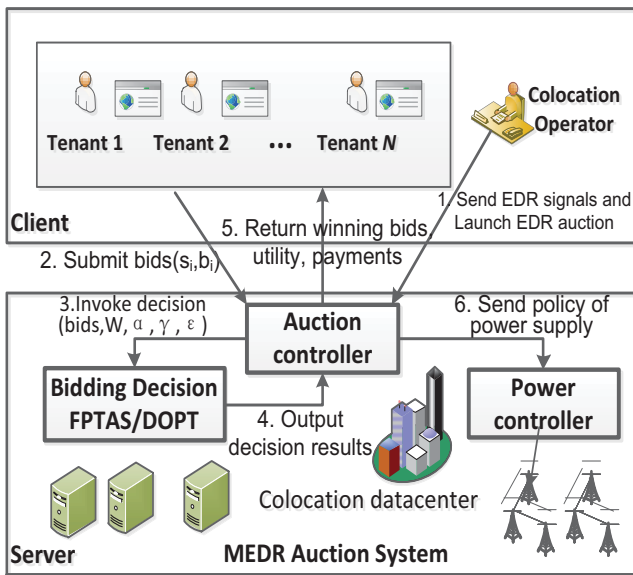 Tenant 1 Tenant 2 ... Tenant N
Colocation
Operator
1. Send EDR signals and
Launch EDR auction
Client
5. Return winning bids,
utility, payments
2. Submit bids(si,bi)
3.Invoke decision
(bids,W, α, γ, ε)
Auction
controller
6. Send policy of
power supply
Bidding Decision
FPTAS/DOPT
4. Output
decision results
Power
controller
Colocation datacenter
Server
MEDR Auction System